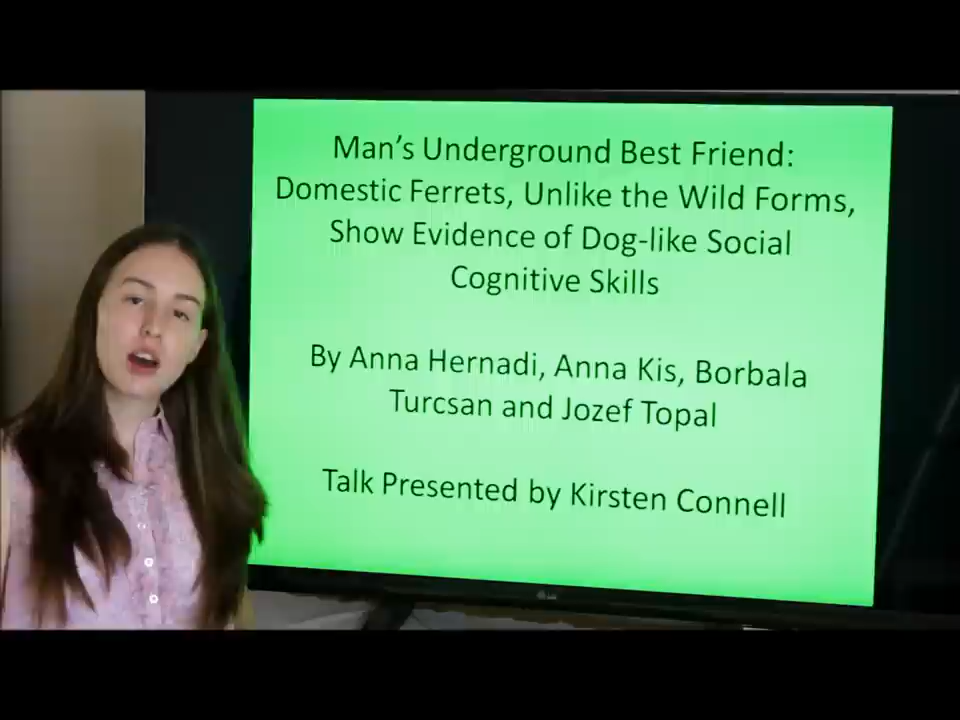 Man's Underground Best Friend:
Domestic Ferrets, Unlike the Wild Forms,
Show Evidence of Dog-like Social
Cognitive Skills
By Anna Hernadi, Anna Kis, Borbala
Turcsan and Jozef Topal
Talk Presented by Kirsten Connell
LG